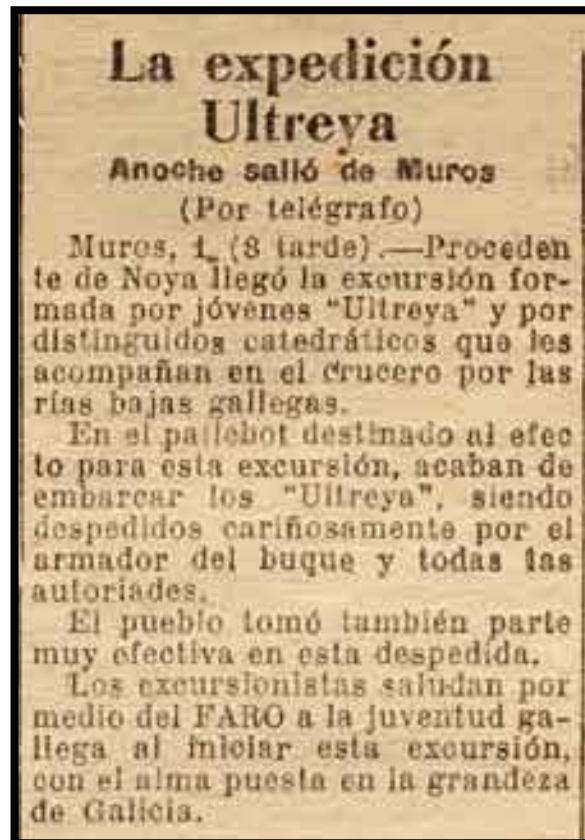 La expedición
Ultreya
Anoche salló de Muros
(Por telégrafo)
Muros, 1. (8 tarde).—Proceden
te de Noya llegó la excursión for-
mada por jóvenes "Ultreya" y por
distinguidos catedráticos que les
acompañan en el crucero por las
rías bajas gallegas.
En el pailebot destinado al efec
to para esta excursión, acaban de
embarcar los "Ultreya", siendo
despedidos cariñosamente por el
armador del buque y todas las
autoriades.
El pueblo tomó también parte
muy efectiva en esta despedida.
Los excursionistas saludan por
medio del FARO a la juventud ga-
llega al iniciar esta excursión,
con el alma puesta en la grandeza
de Galicia.